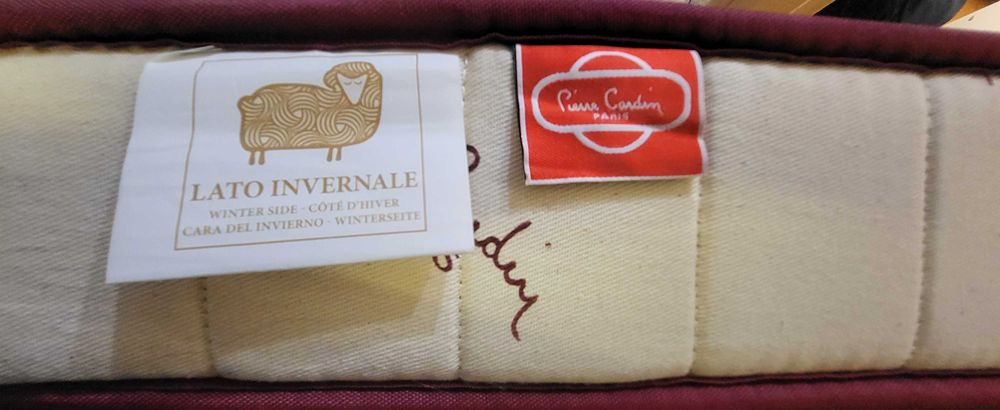 LATO INVERNALE
WINTER SIDE - CÔTÉ D'HIVER
CARA DEL INVIERNO - WINTERSEITE
Pierre Cardin
PARIS